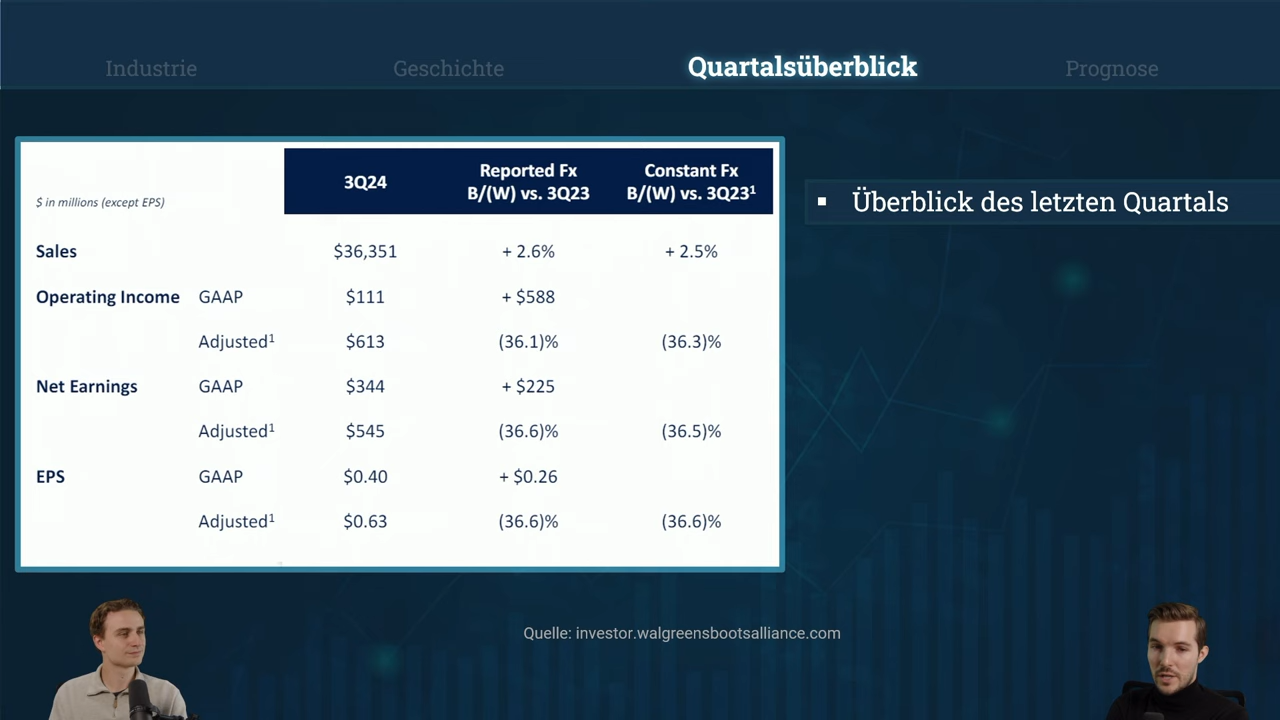 Industrie
Geschichte
Quartalsüberblick
Prognose
$ in millions (except EPS)
3Q24
Reported Fx
B/(W) vs. 3Q23
Constant Fx
B/(W) vs. 3Q23¹
Sales $36,351 + 2.6% + 2.5%
Operating Income GAAP $111 + $588
Adjusted¹ $613 (36.1)% (36.3)%
Net Earnings GAAP $344 + $225
Adjusted¹ $545 (36.6)% (36.5)%
EPS GAAP $0.40 + $0.26
Adjusted¹ $0.63 (36.6)% (36.6)%
▪ Überblick des letzten Quartals
Quelle: investor.walgreensbootsalliance.com